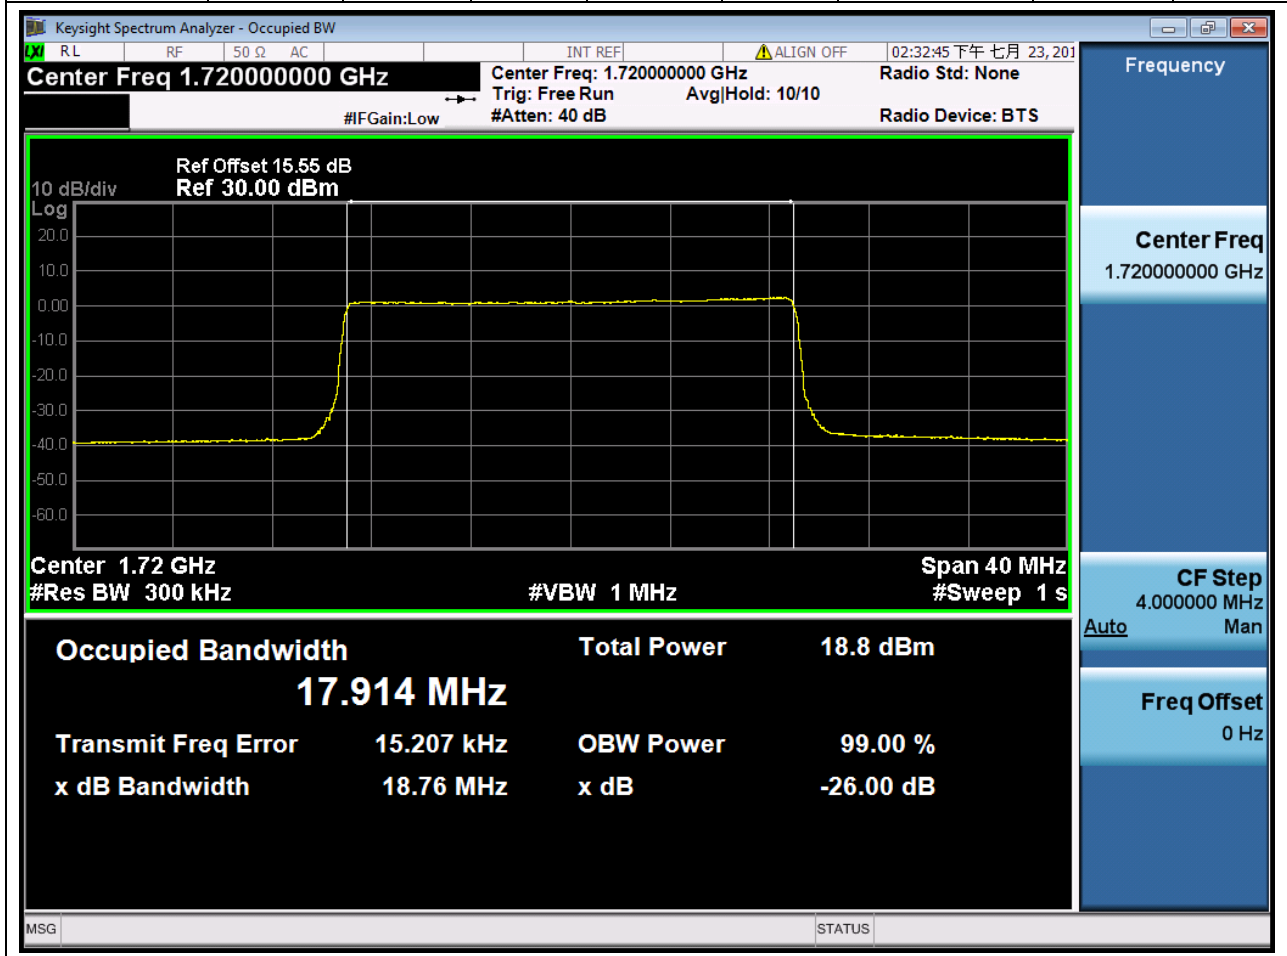 Keysight Spectrum Analyzer - Occupied BW
LXI RL RF 50 Ω AC INT REF ALIGN OFF 02:32:45 下午 七月 23, 201
Center Freq 1.720000000 GHz
Center Freq: 1.720000000 GHz Radio Std: None
Trig: Free Run Avg|Hold: 10/10
#IFGain:Low #Atten: 40 dB Radio Device: BTS
Ref Offset 15.55 dB
10 dB/div Ref 30.00 dBm
Log
20.0
10.0
0.00
-10.0
-20.0
-30.0
-40.0
-50.0
-60.0
Center 1.72 GHz Span 40 MHz
#Res BW 300 kHz #VBW 1 MHz #Sweep 1 s
Occupied Bandwidth Total Power 18.8 dBm
17.914 MHz
Transmit Freq Error 15.207 kHz OBW Power 99.00 %
x dB Bandwidth 18.76 MHz x dB -26.00 dB
Frequency
Center Freq
1.720000000 GHz
CF Step
4.000000 MHz
Auto Man
Freq Offset
0 Hz
MSG STATUS